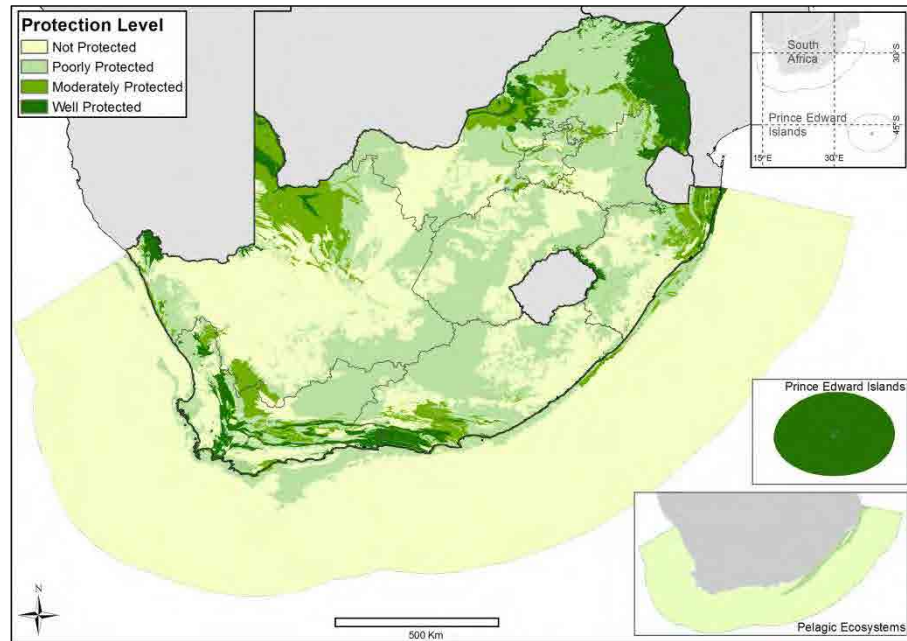 Protection Level
Not Protected
Poorly Protected
Moderately Protected
Well Protected
South
Africa
30°S
Prince Edward
Islands
45°S
15°E
30°E
45°E
Prince Edward Islands
Pelagic Ecosystems
N
500 Km